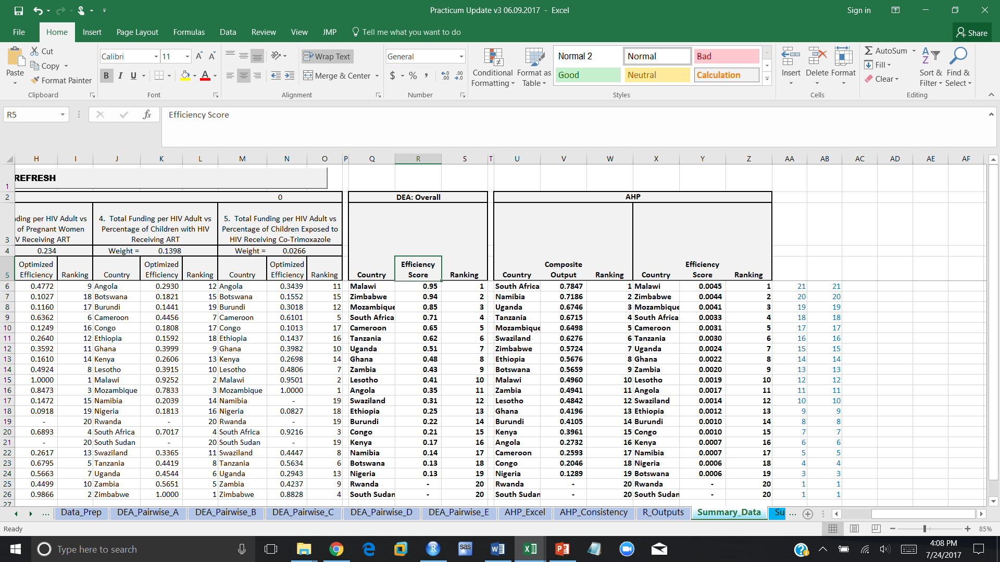 Practicum Update v3 06.09.2017 - Excel
Sign in
File Home Insert Page Layout Formulas Data Review View JMP Tell me what you want to do Share
Paste
Cut
Copy
Format Painter
Clipboard
Calibri 11
B I U
Font
Wrap Text
Merge & Center
Alignment
General
$ % ,
Number
Conditional Formatting
Format as Table
Normal 2 Normal Bad
Good Neutral Calculation
Styles
Insert Delete Format
Cells
AutoSum
Fill
Clear
Sort & Filter
Find & Select
Editing
R5 fx Efficiency Score
H I J K L M N O P Q R S T U V W X Y Z AA AB AC AD AE AF
1 REFRESH
2 0 DEA: Overall AHP
3 ding per HIV Adult vs of Pregnant Women V Receiving ART 4. Total Funding per HIV Adult vs Percentage of Children with HIV Receiving ART 5. Total Funding per HIV Adult vs Percentage of Children Exposed to HIV Receiving Co-Trimoxazole
4 0.234 Weight = 0.1398 Weight = 0.0266
5 Optimized Efficiency Ranking Country Optimized Efficiency Ranking Country Optimized Efficiency Ranking Country Efficiency Score Ranking Country Composite Output Ranking Country Efficiency Score Ranking
6 0.4772 9 Angola 0.2930 12 Angola 0.3439 11 Malawi 0.95 1 South Africa 0.7847 1 Malawi 0.0045 1 21 21
7 0.1027 18 Botswana 0.1821 15 Botswana 0.1552 15 Zimbabwe 0.94 2 Namibia 0.7186 2 Zimbabwe 0.0044 2 20 20
8 0.1160 17 Burundi 0.1441 19 Burundi 0.3018 12 Mozambique 0.85 3 Uganda 0.6746 3 Mozambique 0.0041 3 19 19
9 0.6362 6 Cameroon 0.4456 7 Cameroon 0.6101 5 South Africa 0.71 4 Tanzania 0.6715 4 South Africa 0.0033 4 18 18
10 0.1249 16 Congo 0.1808 17 Congo 0.1013 17 Cameroon 0.65 5 Mozambique 0.6498 5 Cameroon 0.0031 5 17 17
11 0.2640 12 Ethiopia 0.1592 18 Ethiopia 0.1437 16 Tanzania 0.62 6 Swaziland 0.6276 6 Tanzania 0.0030 6 16 16
12 0.3592 11 Ghana 0.3999 9 Ghana 0.3982 10 Uganda 0.51 7 Zimbabwe 0.5724 7 Uganda 0.0024 7 15 15
13 0.1610 14 Kenya 0.2606 13 Kenya 0.2698 14 Ghana 0.48 8 Ethiopia 0.5676 8 Ghana 0.0022 8 14 14
14 0.4924 8 Lesotho 0.3915 10 Lesotho 0.4806 7 Zambia 0.43 9 Botswana 0.5659 9 Zambia 0.0020 9 13 13
15 1.0000 1 Malawi 0.9252 2 Malawi 0.9501 2 Lesotho 0.41 10 Malawi 0.4960 10 Lesotho 0.0019 10 12 12
16 0.8473 3 Mozambique 0.7833 3 Mozambique 1.0000 1 Angola 0.35 11 Zambia 0.4941 11 Angola 0.0017 11 11 11
17 0.1472 15 Namibia 0.2039 14 Namibia - 19 Swaziland 0.31 12 Lesotho 0.4842 12 Swaziland 0.0014 12 10 10
18 0.0918 19 Nigeria 0.1813 16 Nigeria 0.0827 18 Ethiopia 0.25 13 Ghana 0.4196 13 Ethiopia 0.0012 13 9 9
19 - 20 Rwanda - 20 Rwanda - 19 Burundi 0.22 14 Burundi 0.4105 14 Burundi 0.0010 14 8 8
20 0.6893 4 South Africa 0.7017 4 South Africa 0.9216 3 Congo 0.21 15 Kenya 0.3961 15 Congo 0.0010 15 7 7
21 - 20 South Sudan - 20 South Sudan - 19 Kenya 0.17 16 Angola 0.2732 16 Kenya 0.0007 16 6 6
22 0.2617 13 Swaziland 0.3365 11 Swaziland 0.4447 8 Namibia 0.14 17 Cameroon 0.2593 17 Namibia 0.0007 17 5 5
23 0.6795 5 Tanzania 0.4419 8 Tanzania 0.5634 6 Botswana 0.13 18 Congo 0.2046 18 Nigeria 0.0006 18 4 4
24 0.5663 7 Uganda 0.4544 6 Uganda 0.2943 13 Nigeria 0.13 19 Nigeria 0.1289 19 Botswana 0.0006 19 3 3
25 0.4499 10 Zambia 0.5651 5 Zambia 0.4237 9 Rwanda - 20 Rwanda - 20 Rwanda - 20 1 1
26 0.9866 2 Zimbabwe 1.0000 1 Zimbabwe 0.8828 4 South Sudan - 20 South Sudan - 20 South Sudan - 20 1 1
27
... Data_Prep DEA_Pairwise_A DEA_Pairwise_B DEA_Pairwise_C DEA_Pairwise_D DEA_Pairwise_E AHP_Excel AHP_Consistency R_Outputs Summary_Data Su ...
Ready 85%
Type here to search
4:08 PM
7/24/2017